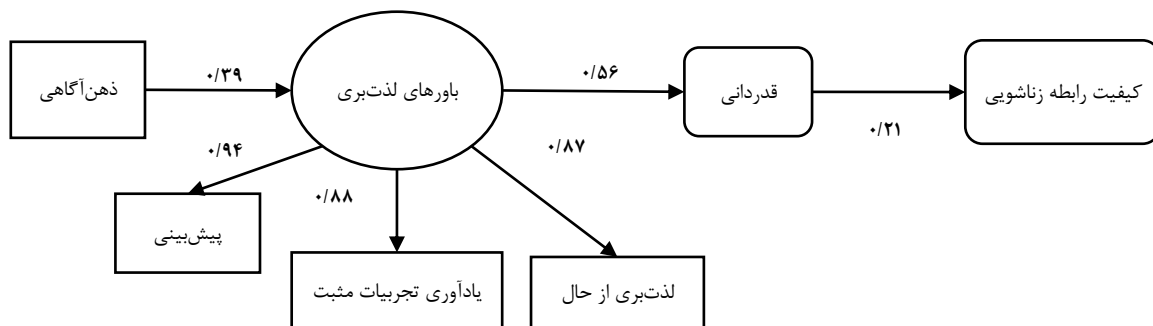 ذهن‌آگاهی
۰/۳۹
باورهای لذت‌بری
۰/۵۶
قدردانی
۰/۲۱
کیفیت رابطه زناشویی
۰/۹۴
۰/۸۸
۰/۸۷
پیش‌بینی
یادآوری تجربیات مثبت
لذت‌بری از حال